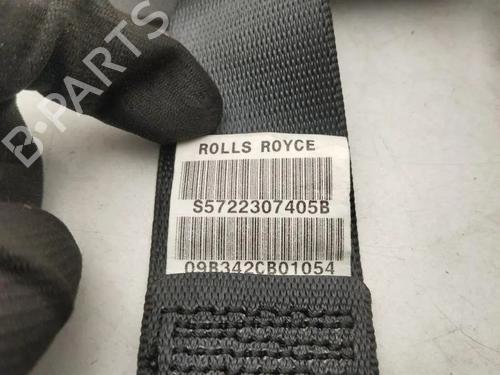 ROLLS ROYCE
S5722307405B
09B342CB01054
B-PARTS